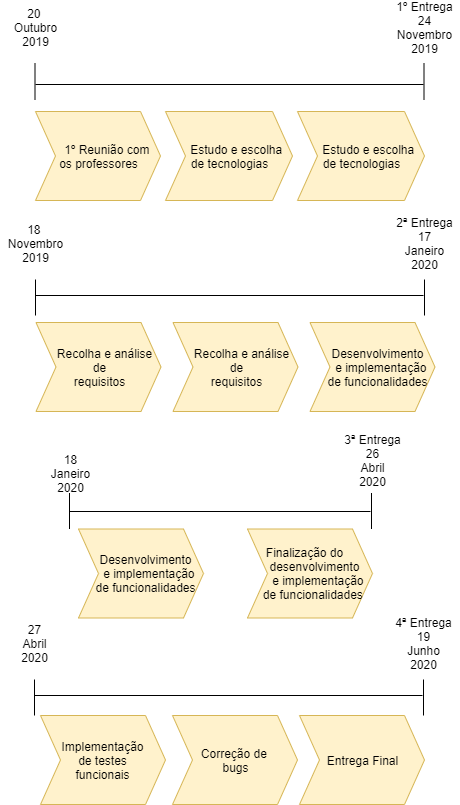 20
Outubro
2019
1º Entrega
24
Novembro
2019
1º Reunião com
os professores
Estudo e escolha
de tecnologias
Estudo e escolha
de tecnologias
18
Novembro
2019
2ª Entrega
17
Janeiro
2020
Recolha e análise
de
requisitos
Recolha e análise
de
requisitos
Desenvolvimento
e implementação
de funcionalidades
18
Janeiro
2020
3ª Entrega
26
Abril
2020
Desenvolvimento
e implementação
de funcionalidades
Finalização do
desenvolvimento
e implementação
de funcionalidades
27
Abril
2020
4ª Entrega
19
Junho
2020
Implementação
de testes
funcionais
Correção de
bugs
Entrega Final